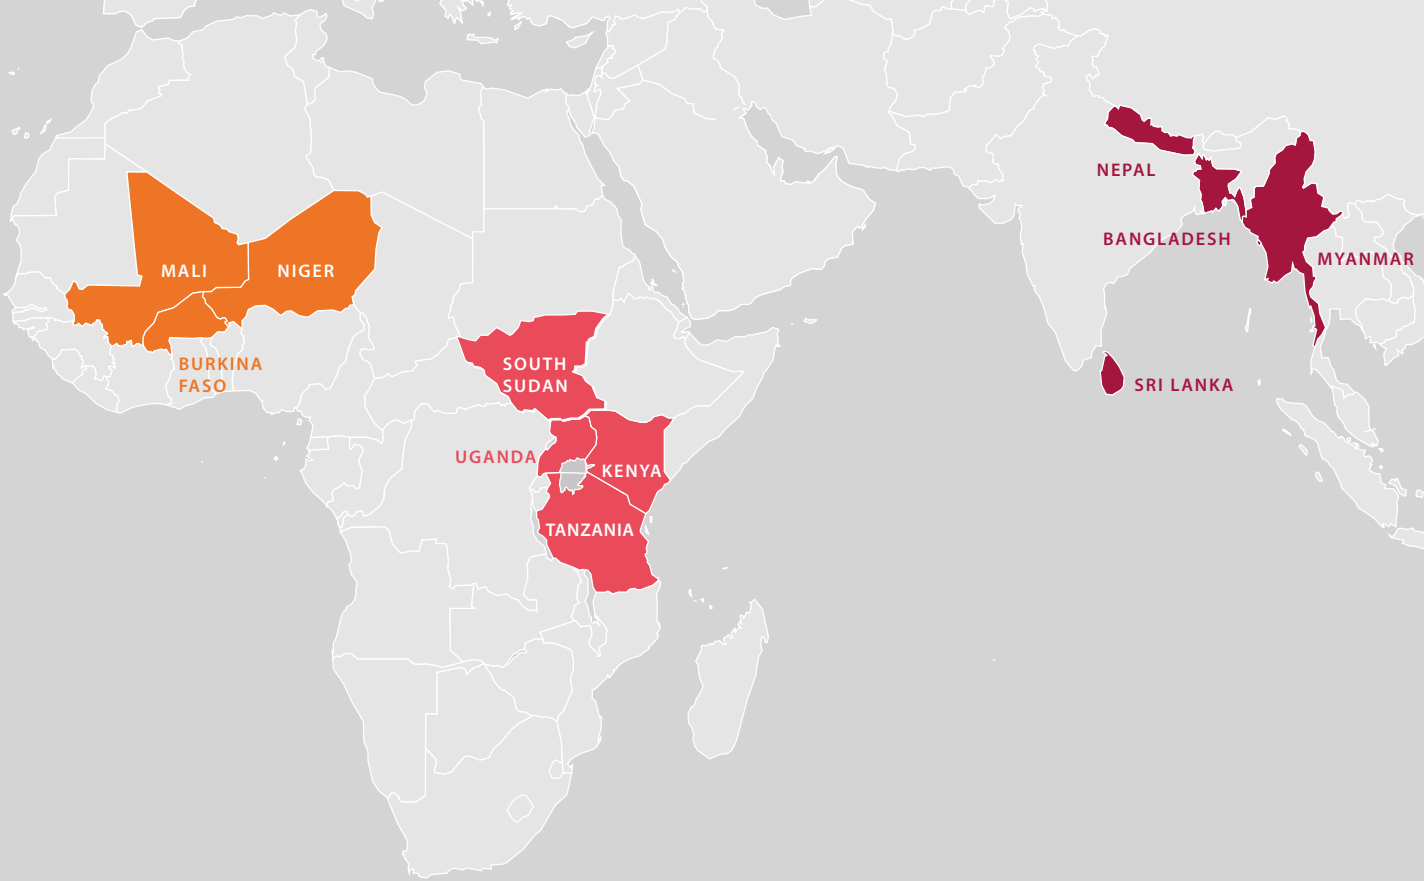 NEPAL
BANGLADESH
MYANMAR
MALI
NIGER
BURKINA
FASO
SOUTH
SUDAN
SRI LANKA
UGANDA
KENYA
TANZANIA